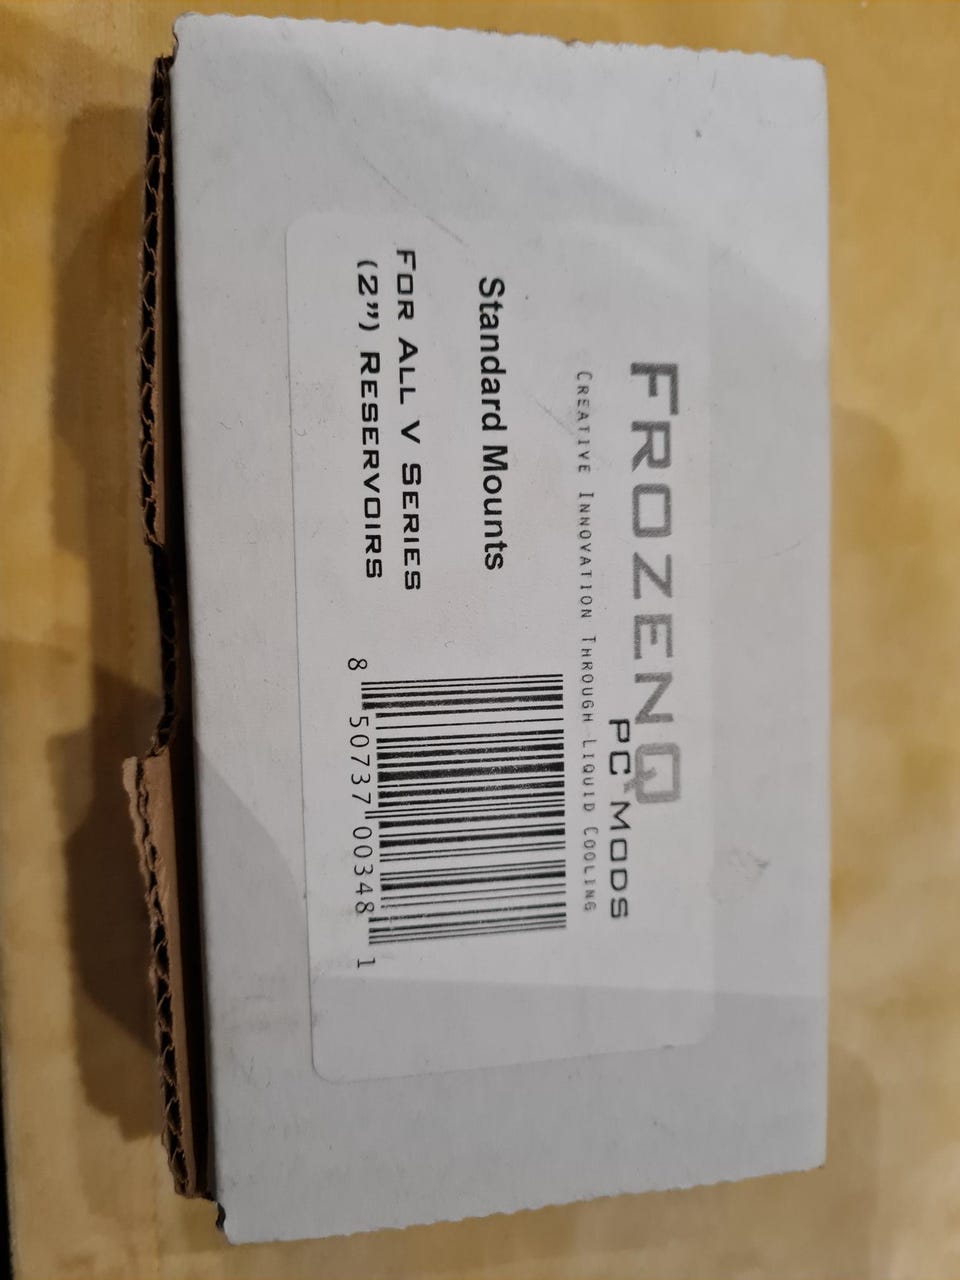 FROZENQ
PC MODS
CREATIVE INNOVATION THROUGH LIQUID COOLING
Standard Mounts
FOR ALL V SERIES
(2") RESERVOIRS
8 50737 00348 1